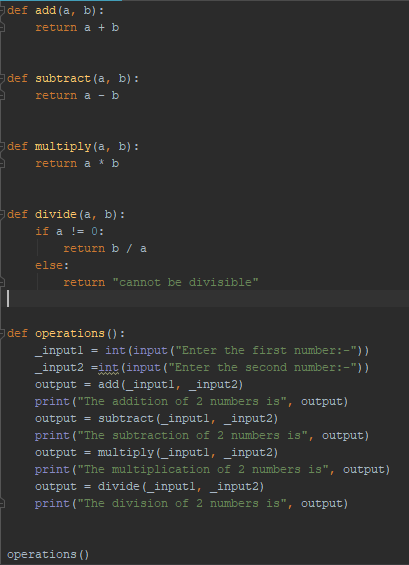 def add(a, b):
    return a + b
def subtract(a, b):
    return a - b
def multiply(a, b):
    return a * b
def divide(a, b):
    if a != 0:
        return b / a
    else:
        return "cannot be divisible"
def operations():
    _input1 = int(input("Enter the first number:-"))
    _input2 =int(input("Enter the second number:-"))
    output = add(_input1, _input2)
    print("The addition of 2 numbers is", output)
    output = subtract(_input1, _input2)
    print("The subtraction of 2 numbers is", output)
    output = multiply(_input1, _input2)
    print("The multiplication of 2 numbers is", output)
    output = divide(_input1, _input2)
    print("The division of 2 numbers is", output)
operations()